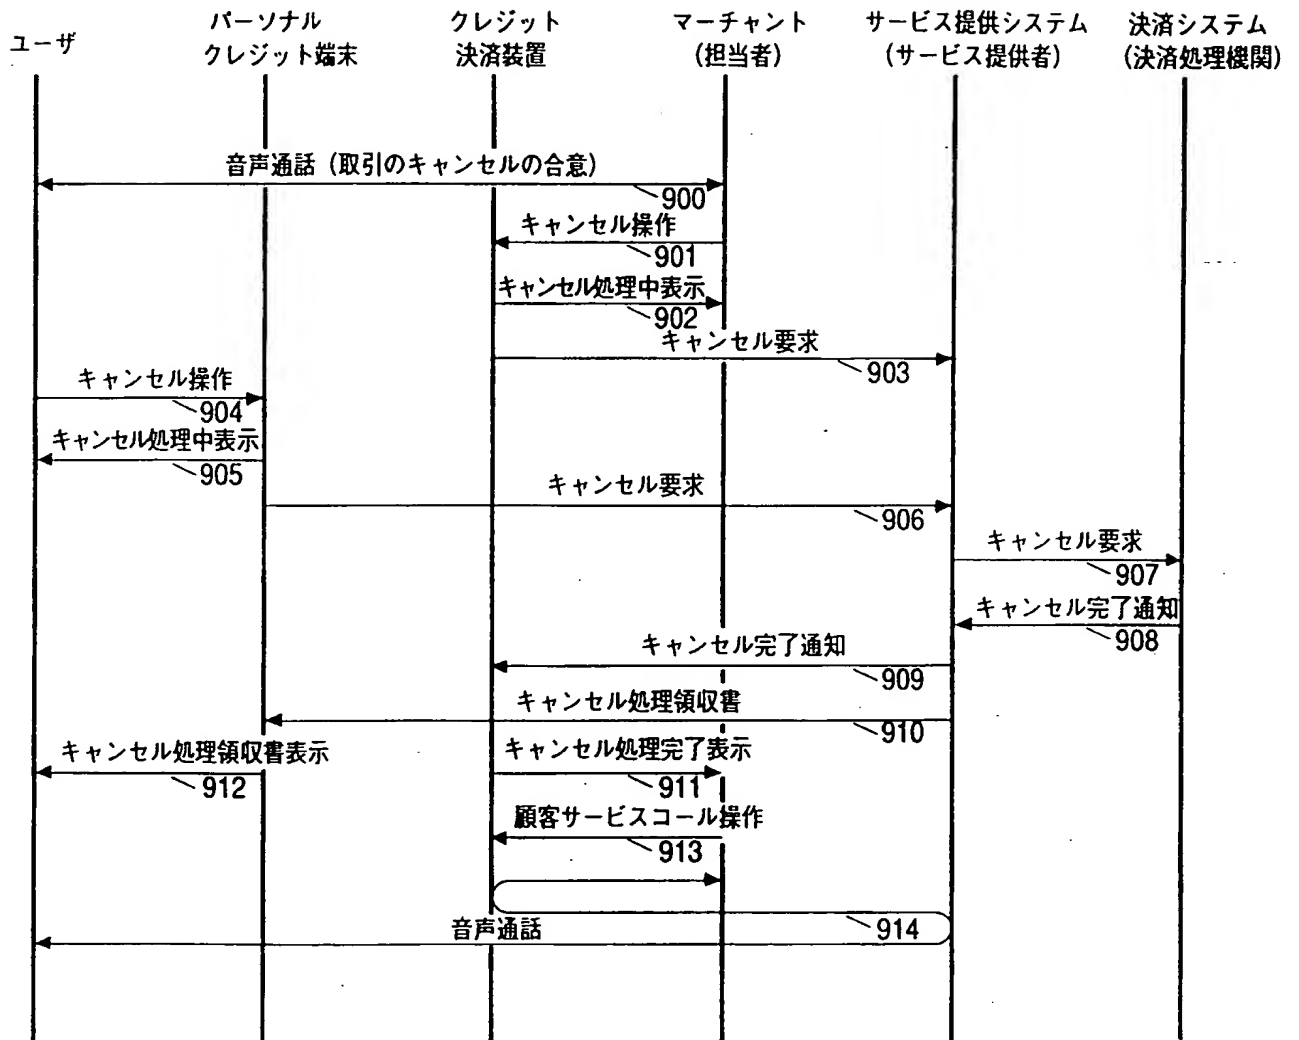 ユーザ
パーソナル
クレジット端末
クレジット
決済装置
マーチャント
(担当者)
サービス提供システム
(サービス提供者)
決済システム
(決済処理機関)
音声通話(取引のキャンセルの合意)
900
キャンセル操作
901
キャンセル処理中表示
902
キャンセル要求
903
キャンセル操作
904
キャンセル処理中表示
905
キャンセル要求
906
キャンセル要求
907
キャンセル完了通知
908
キャンセル完了通知
909
キャンセル処理領収書
910
キャンセル処理領収書表示
912
キャンセル処理完了表示
911
顧客サービスコール操作
913
音声通話
914